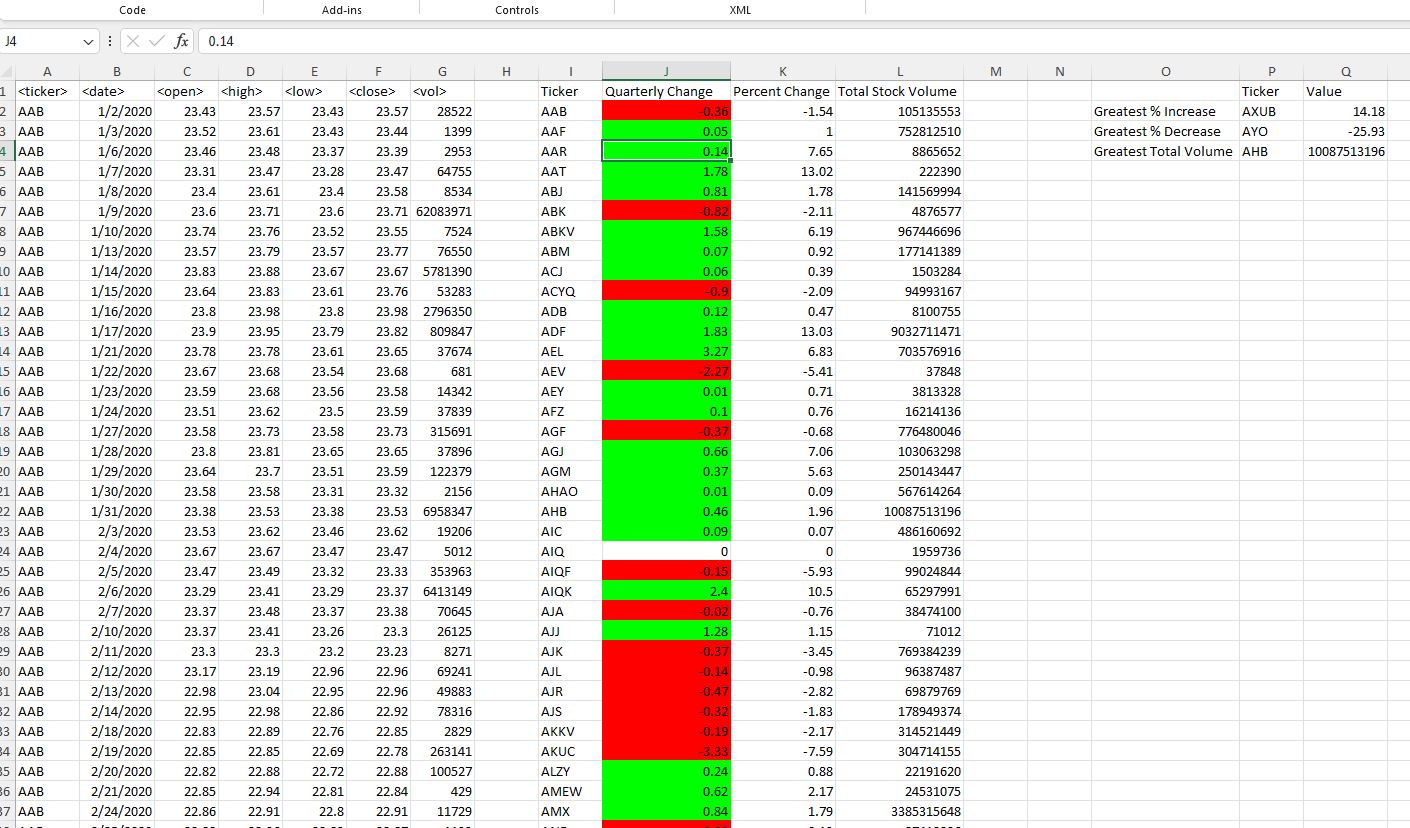 Code Add-ins Controls XML
J4 fx 0.14
A B C D E F G H I J K L M N O P Q
1 <ticker> <date> <open> <high> <low> <close> <vol> Ticker Quarterly Change Percent Change Total Stock Volume Ticker Value
2 AAB 1/2/2020 23.43 23.57 23.43 23.57 28522 AAB -0.36 -1.54 105135553 Greatest % Increase AXUB 14.18
3 AAB 1/3/2020 23.52 23.61 23.43 23.44 1399 AAF 0.05 1 752812510 Greatest % Decrease AYO -25.93
4 AAB 1/6/2020 23.46 23.48 23.37 23.39 2953 AAR 0.14 7.65 8865652 Greatest Total Volume AHB 10087513196
5 AAB 1/7/2020 23.31 23.47 23.28 23.47 64755 AAT 1.78 13.02 222390
6 AAB 1/8/2020 23.4 23.61 23.4 23.58 8534 ABJ 0.81 1.78 141569994
7 AAB 1/9/2020 23.6 23.71 23.6 23.71 62083971 ABK -0.82 -2.11 4876577
8 AAB 1/10/2020 23.74 23.76 23.52 23.55 7524 ABKV 1.58 6.19 967446696
9 AAB 1/13/2020 23.57 23.79 23.57 23.77 76550 ABM 0.07 0.92 177141389
10 AAB 1/14/2020 23.83 23.88 23.67 23.67 5781390 ACJ 0.06 0.39 1503284
11 AAB 1/15/2020 23.64 23.83 23.61 23.76 53283 ACYQ -0.9 -2.09 94993167
12 AAB 1/16/2020 23.8 23.98 23.8 23.98 2796350 ADB 0.12 0.47 8100755
13 AAB 1/17/2020 23.9 23.95 23.79 23.82 809847 ADF 1.83 13.03 9032711471
14 AAB 1/21/2020 23.78 23.78 23.61 23.65 37674 AEL 3.27 6.83 703576916
15 AAB 1/22/2020 23.67 23.68 23.54 23.68 681 AEV -2.27 -5.41 37848
16 AAB 1/23/2020 23.59 23.68 23.56 23.58 14342 AEY 0.01 0.71 3813328
17 AAB 1/24/2020 23.51 23.62 23.5 23.59 37839 AFZ 0.1 0.76 16214136
18 AAB 1/27/2020 23.58 23.73 23.58 23.73 315691 AGF -0.37 -0.68 776480046
19 AAB 1/28/2020 23.8 23.81 23.65 23.65 37896 AGJ 0.66 7.06 103063298
20 AAB 1/29/2020 23.64 23.7 23.51 23.59 122379 AGM 0.37 5.63 250143447
21 AAB 1/30/2020 23.58 23.58 23.31 23.32 2156 AHAO 0.01 0.09 567614264
22 AAB 1/31/2020 23.38 23.53 23.38 23.53 6958347 AHB 0.46 1.96 10087513196
23 AAB 2/3/2020 23.53 23.62 23.46 23.62 19206 AIC 0.09 0.07 486160692
24 AAB 2/4/2020 23.67 23.67 23.47 23.47 5012 AIQ 0 0 1959736
25 AAB 2/5/2020 23.47 23.49 23.32 23.33 353963 AIQF -0.15 -5.93 99024844
26 AAB 2/6/2020 23.29 23.41 23.29 23.37 6413149 AIQK 2.4 10.5 65297991
27 AAB 2/7/2020 23.37 23.48 23.37 23.38 70645 AJA -0.02 -0.76 38474100
28 AAB 2/10/2020 23.37 23.41 23.26 23.3 26125 AJJ 1.28 1.15 71012
29 AAB 2/11/2020 23.3 23.3 23.2 23.23 8271 AJK -0.37 -3.45 769384239
30 AAB 2/12/2020 23.17 23.19 22.96 22.96 69241 AJL -0.14 -0.98 96387487
31 AAB 2/13/2020 22.98 23.04 22.95 22.96 49883 AJR -0.47 -2.82 69879769
32 AAB 2/14/2020 22.95 22.98 22.86 22.92 78316 AJS -0.32 -1.83 178949374
33 AAB 2/18/2020 22.83 22.89 22.76 22.85 2829 AKKV -0.19 -2.17 314521449
34 AAB 2/19/2020 22.85 22.85 22.69 22.78 263141 AKUC -3.33 -7.59 304714155
35 AAB 2/20/2020 22.82 22.88 22.72 22.88 100527 ALZY 0.24 0.88 22191620
36 AAB 2/21/2020 22.85 22.94 22.81 22.84 429 AMEW 0.62 2.17 24531075
37 AAB 2/24/2020 22.86 22.91 22.8 22.91 11729 AMX 0.84 1.79 3385315648